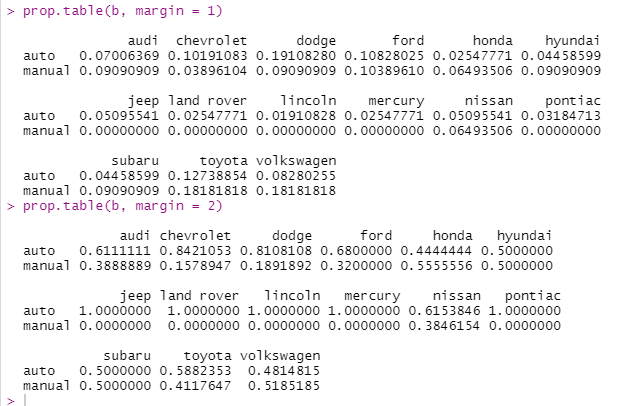 > prop.table(b, margin = 1)
audi chevrolet dodge ford honda hyundai
auto 0.07006369 0.10191083 0.19108280 0.10828025 0.02547771 0.04458599
manual 0.09090909 0.03896104 0.09090909 0.10389610 0.06493506 0.09090909
jeep land rover lincoln mercury nissan pontiac
auto 0.05095541 0.02547771 0.01910828 0.02547771 0.05095541 0.03184713
manual 0.00000000 0.00000000 0.00000000 0.00000000 0.06493506 0.00000000
subaru toyota volkswagen
auto 0.04458599 0.12738854 0.08280255
manual 0.09090909 0.18181818 0.18181818
> prop.table(b, margin = 2)
audi chevrolet dodge ford honda hyundai
auto 0.6111111 0.8421053 0.8108108 0.6800000 0.4444444 0.5000000
manual 0.3888889 0.1578947 0.1891892 0.3200000 0.5555556 0.5000000
jeep land rover lincoln mercury nissan pontiac
auto 1.0000000 1.0000000 1.0000000 1.0000000 0.6153846 1.0000000
manual 0.0000000 0.0000000 0.0000000 0.0000000 0.3846154 0.0000000
subaru toyota volkswagen
auto 0.5000000 0.5882353 0.4814815
manual 0.5000000 0.4117647 0.5185185
>